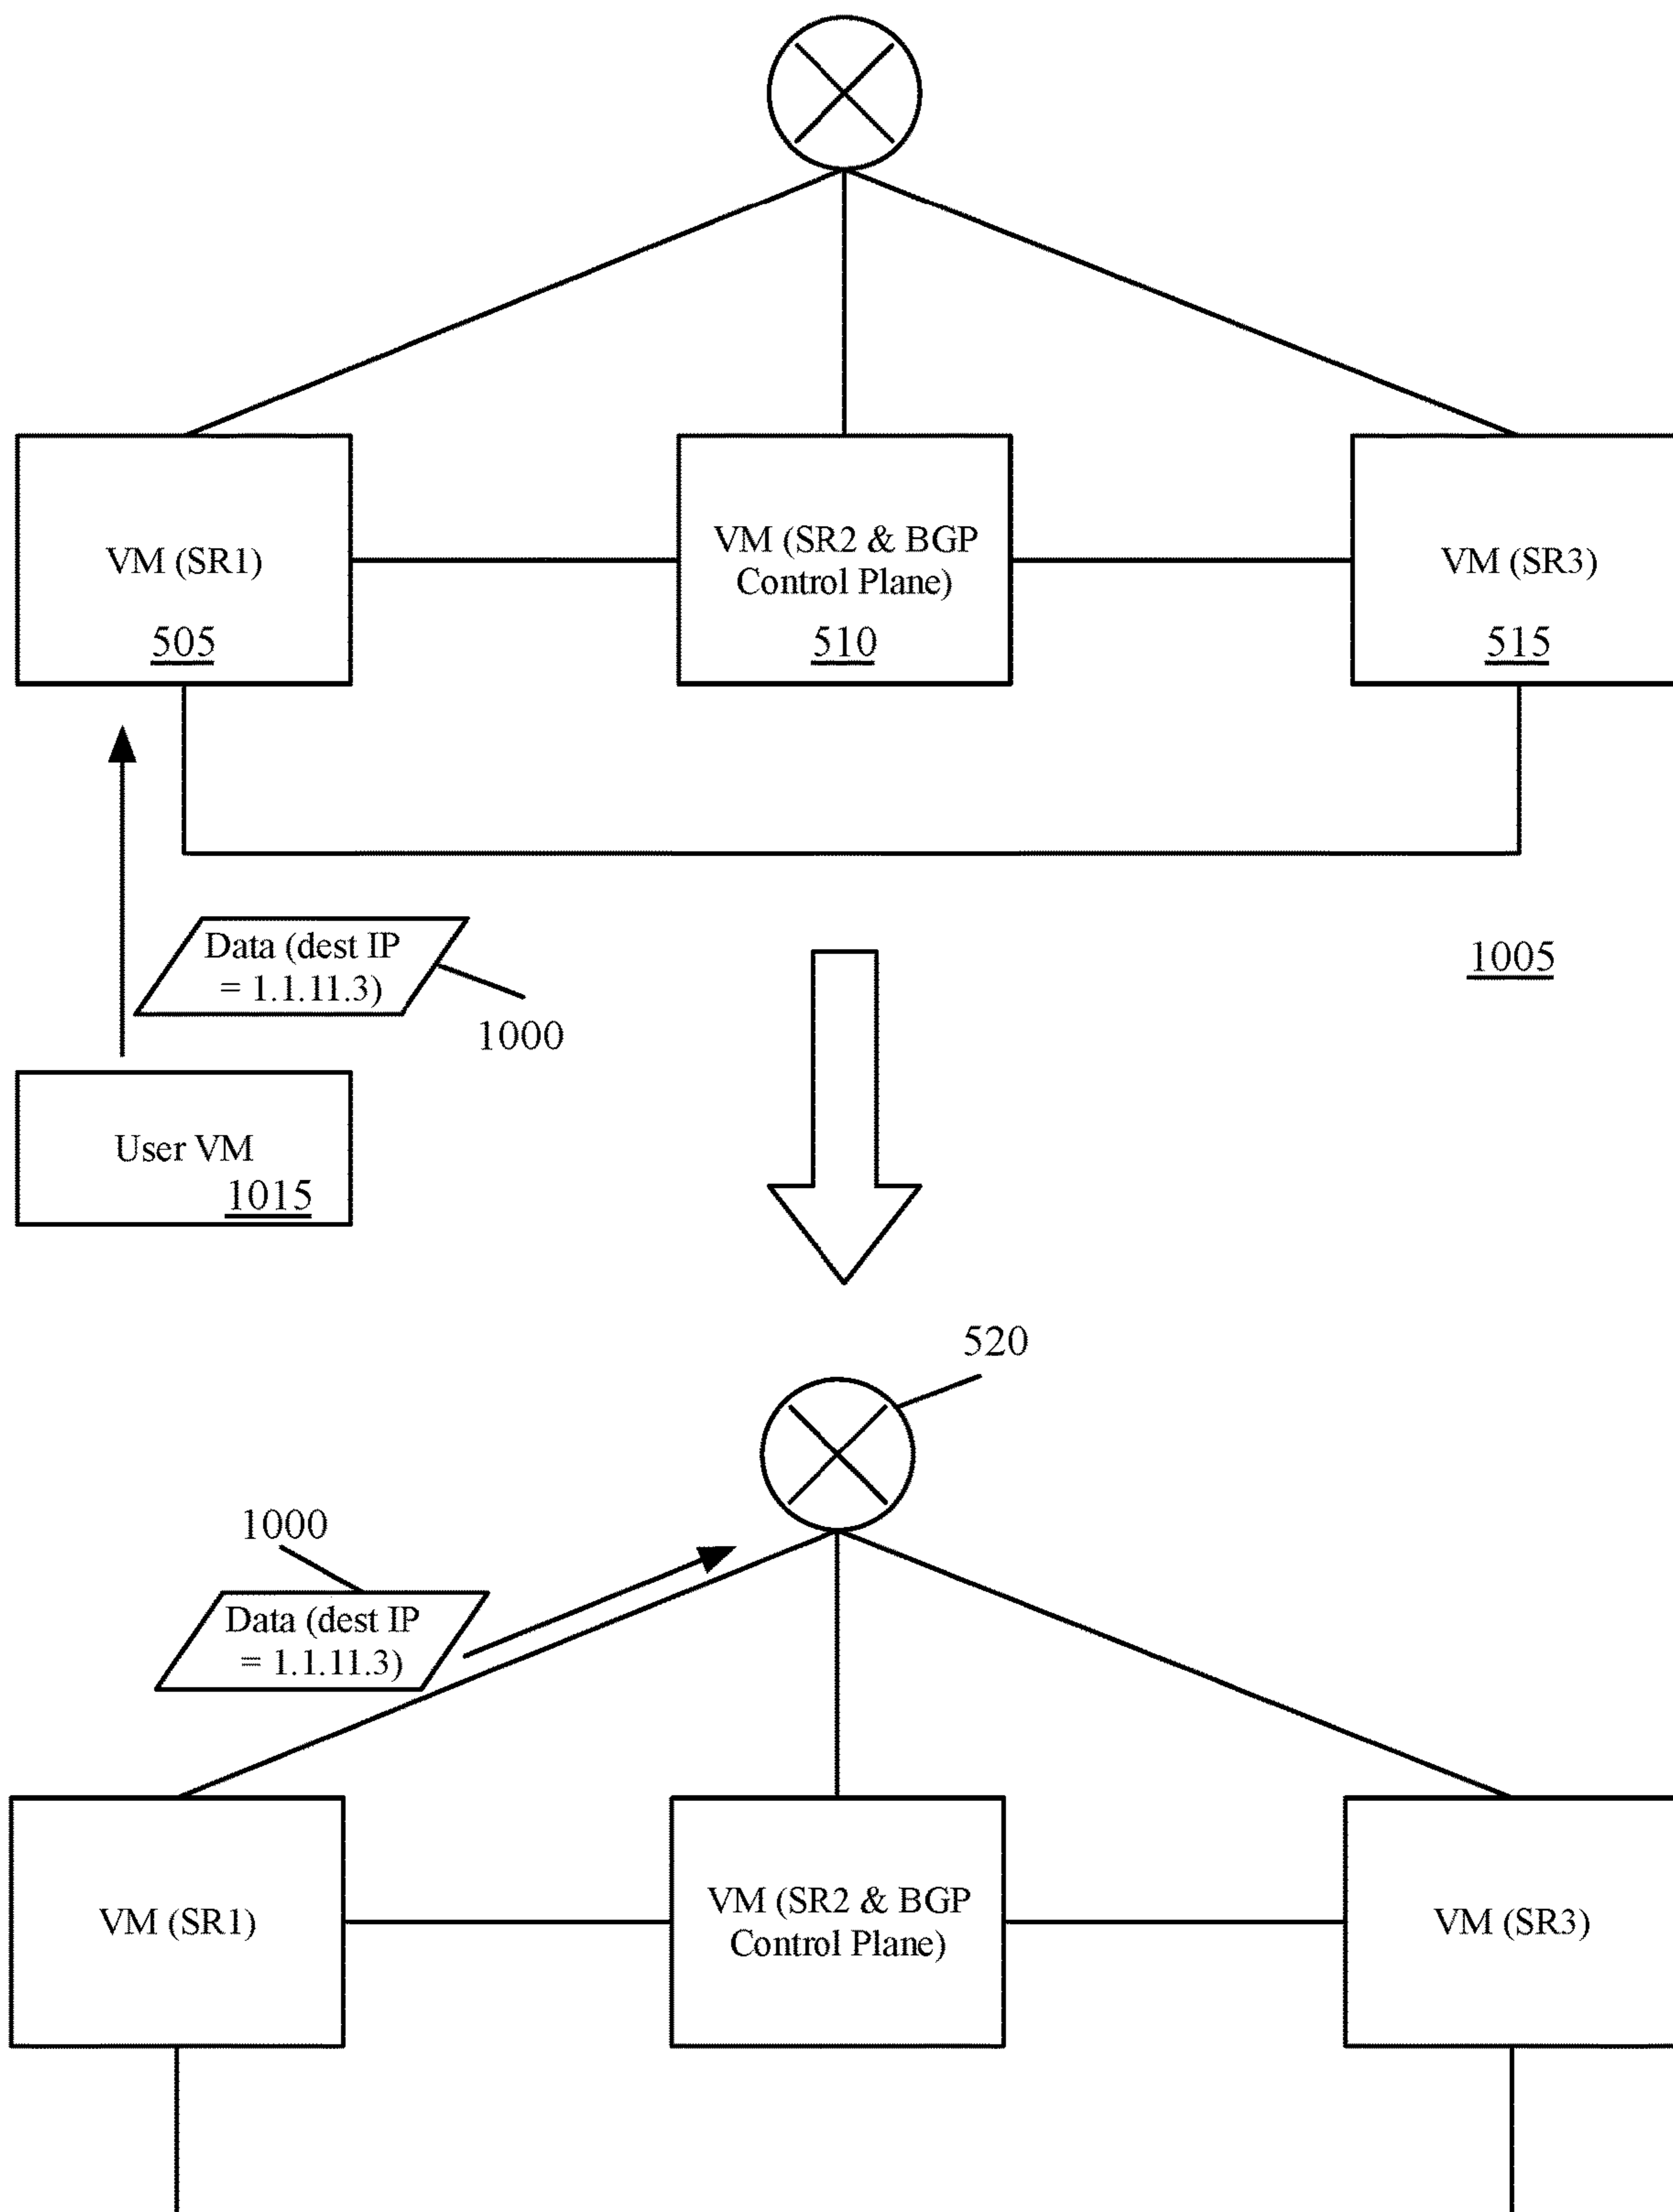 VM (SR1)
505
VM (SR2 & BGP
Control Plane)
510
VM (SR3)
515
Data (dest IP
= 1.1.11.3)
1000
1005
User VM
1015
520
1000
Data (dest IP
= 1.1.11.3)
VM (SR1)
VM (SR2 & BGP
Control Plane)
VM (SR3)